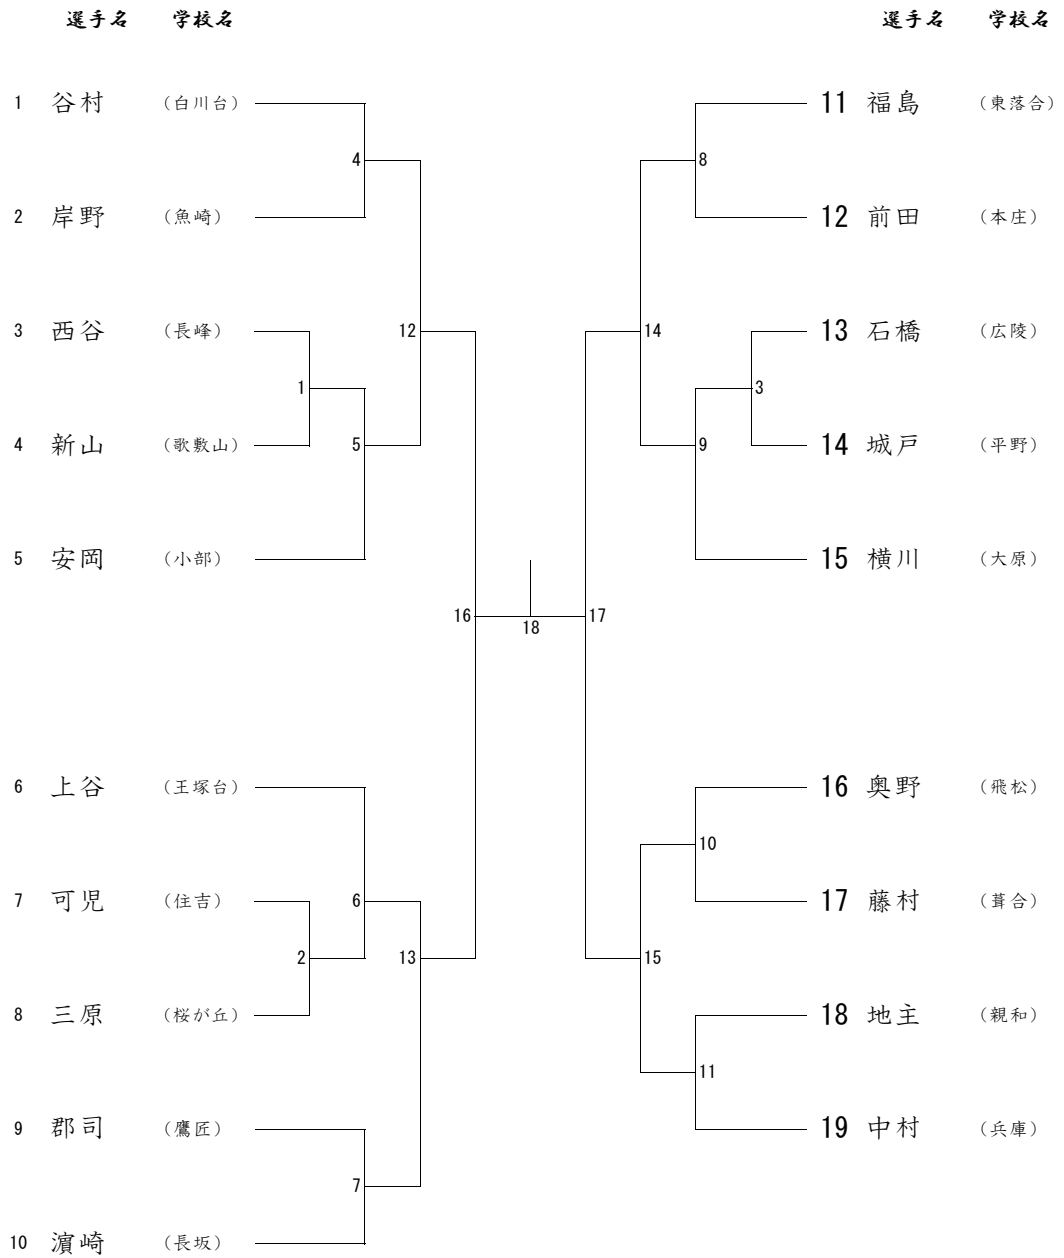 選手名 学校名 選手名 学校名
1 谷村 （白川台） 11 福島 （東落合）
4 8
2 岸野 （魚崎） 12 前田 （本庄）
3 西谷 （長峰） 12 14 13 石橋 （広陵）
1 3
4 新山 （歌敷山） 5 9 14 城戸 （平野）
5 安岡 （小部） 15 横川 （大原）
16 17
18
6 上谷 （王塚台） 16 奥野 （飛松）
10
7 可児 （住吉） 6 17 藤村 （葺合）
2 13 15
8 三原 （桜が丘） 18 地主 （親和）
11
9 郡司 （鷹匠） 19 中村 （兵庫）
7
10 濵崎 （長坂）